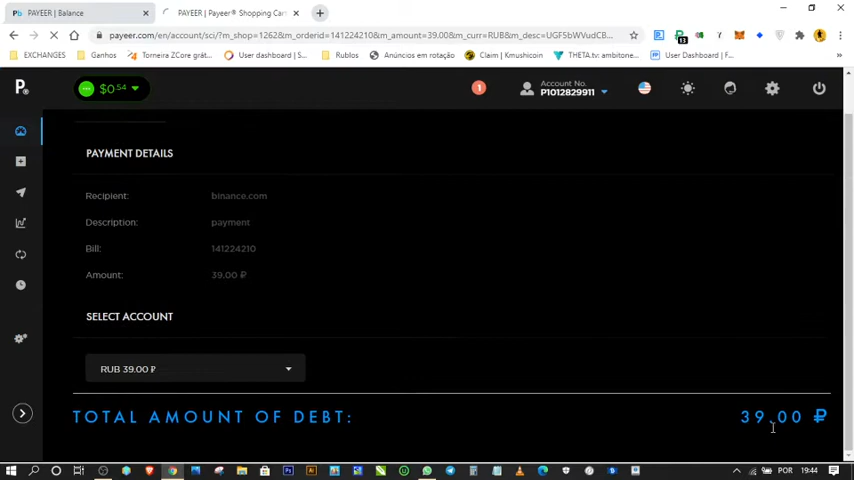 PAYEER | Balance
PAYEER | Payeer® Shopping Car
payeer.com/en/account/sci/?m_shop=1262&m_orderid=141224210&m_amount=39.00&m_curr=RUB&m_desc=UGF5bWVudC...
EXCHANGES
Ganhos
Torneira ZCore grát...
User dashboard | S...
Rublos
Anúncios em rotação
Claim | Kmushicoin
THETA.tv: ambitone...
User Dashboard | F...
$0.54
1
Account No.
P1012829911
PAYMENT DETAILS
Recipient: binance.com
Description: payment
Bill: 141224210
Amount: 39.00 ₽
SELECT ACCOUNT
RUB 39.00 ₽
TOTAL AMOUNT OF DEBT: 39.00 ₽
POR 19:44